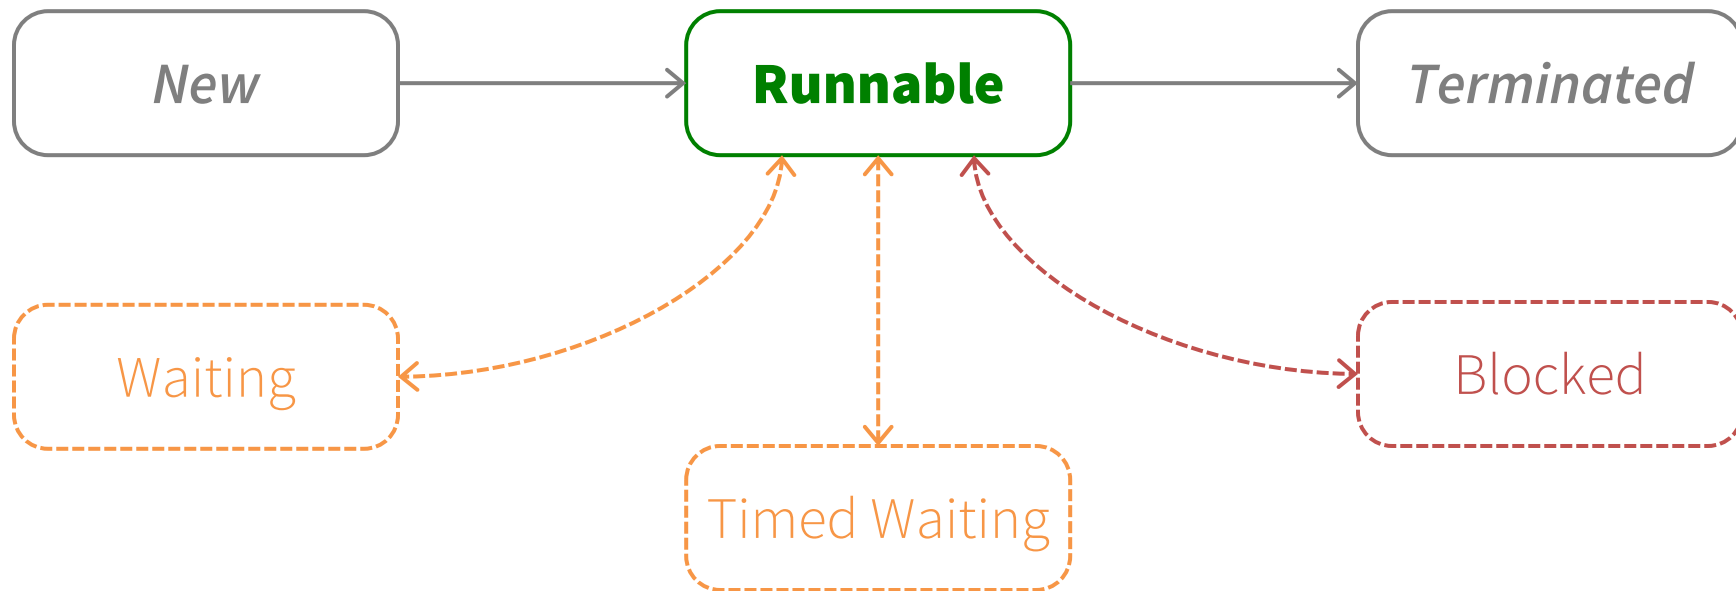 New
Runnable
Terminated
Waiting
Timed Waiting
Blocked